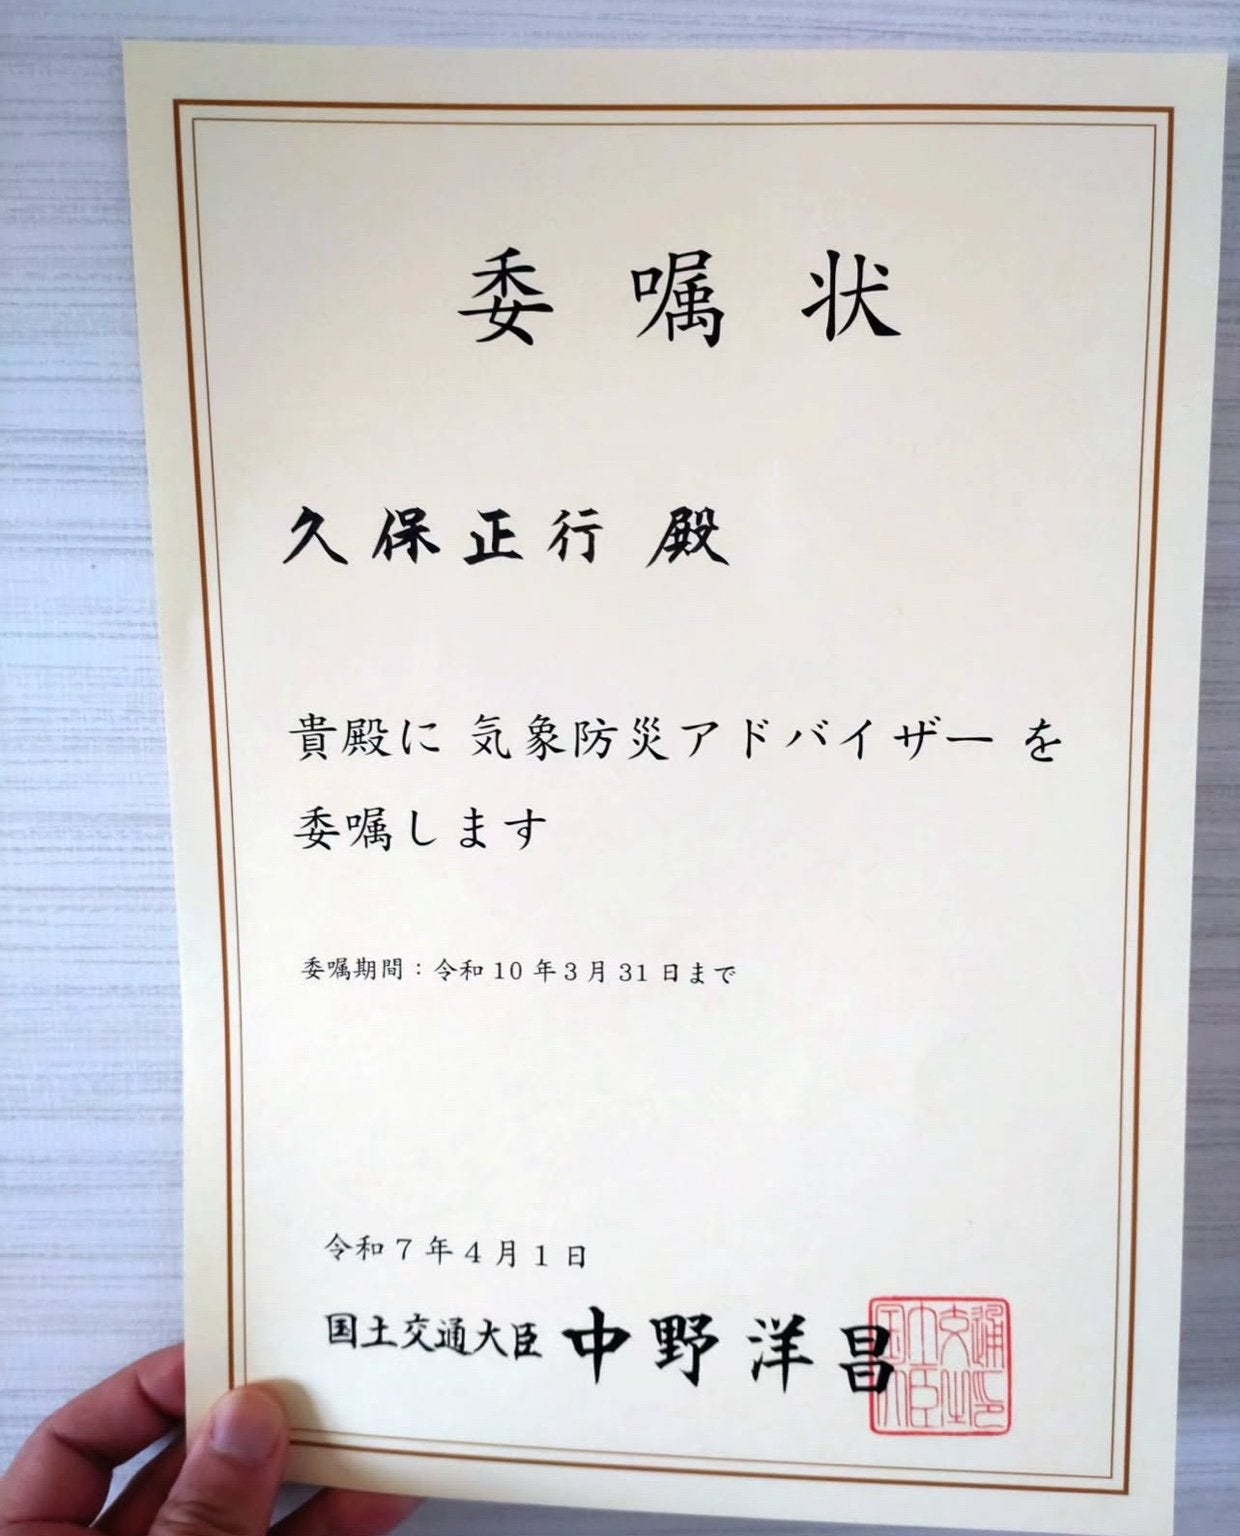 委嘱状
久保正行 殿
貴殿に 気象防災アドバイザー を
委嘱します
委嘱期間：令和10年3月31日まで
令和7年4月1日
国土交通大臣 中野洋昌